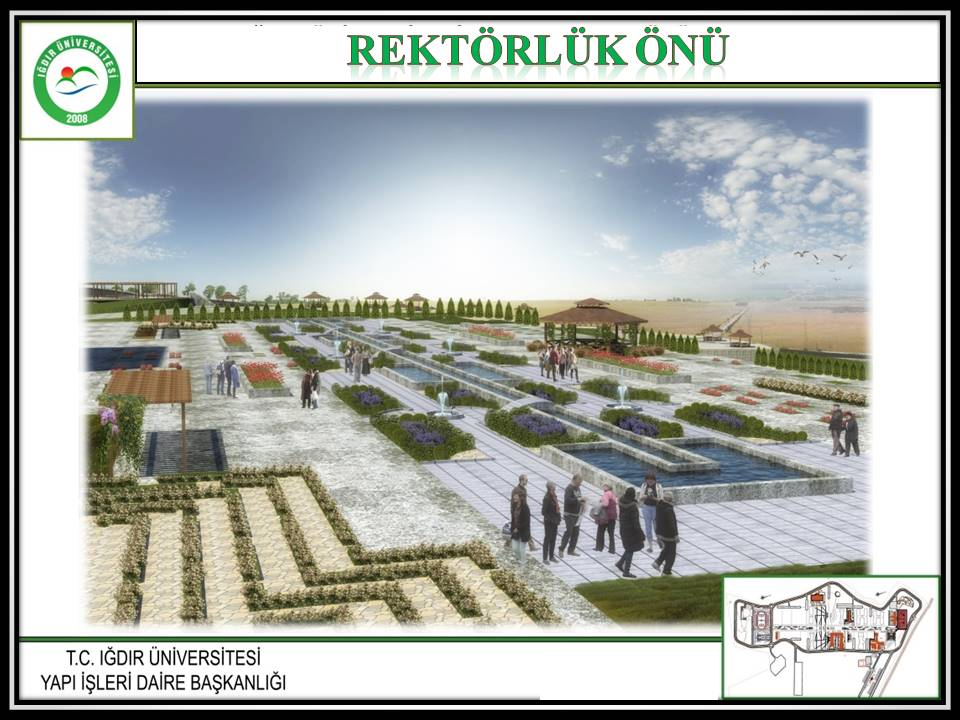 REKTÖRLÜK ÖNÜ
IĞDIR ÜNİVERSİTESİ
2008
T.C. IĞDIR ÜNİVERSİTESİ
YAPI İŞLERİ DAİRE BAŞKANLIĞI